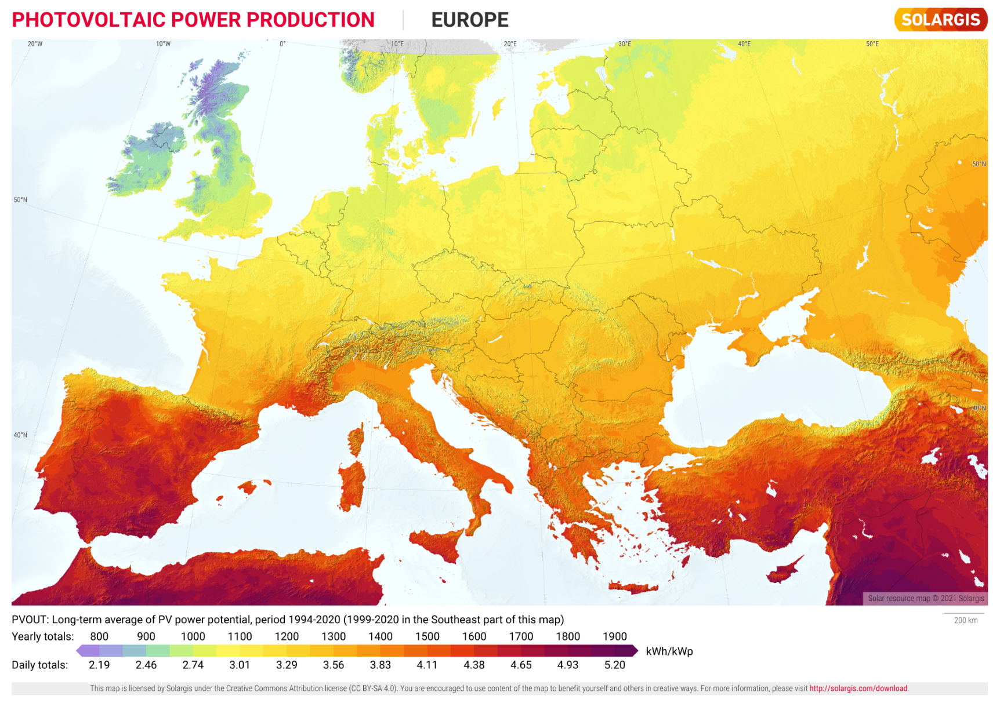 PHOTOVOLTAIC POWER PRODUCTION | EUROPE
SOLARGIS
20°W 10°W 0° 10°E 20°E 30°E 40°E 50°E
50°N
50°N
40°N
40°N
Solar resource map © 2021 Solargis
PVOUT: Long-term average of PV power potential, period 1994-2020 (1999-2020 in the Southeast part of this map)
200 km
Yearly totals: 800 900 1000 1100 1200 1300 1400 1500 1600 1700 1800 1900
kWh/kWp
Daily totals: 2.19 2.46 2.74 3.01 3.29 3.56 3.83 4.11 4.38 4.65 4.93 5.20
This map is licensed by Solargis under the Creative Commons Attribution license (CC BY-SA 4.0). You are encouraged to use content of the map to benefit yourself and others in creative ways. For more information, please visit http://solargis.com/download.